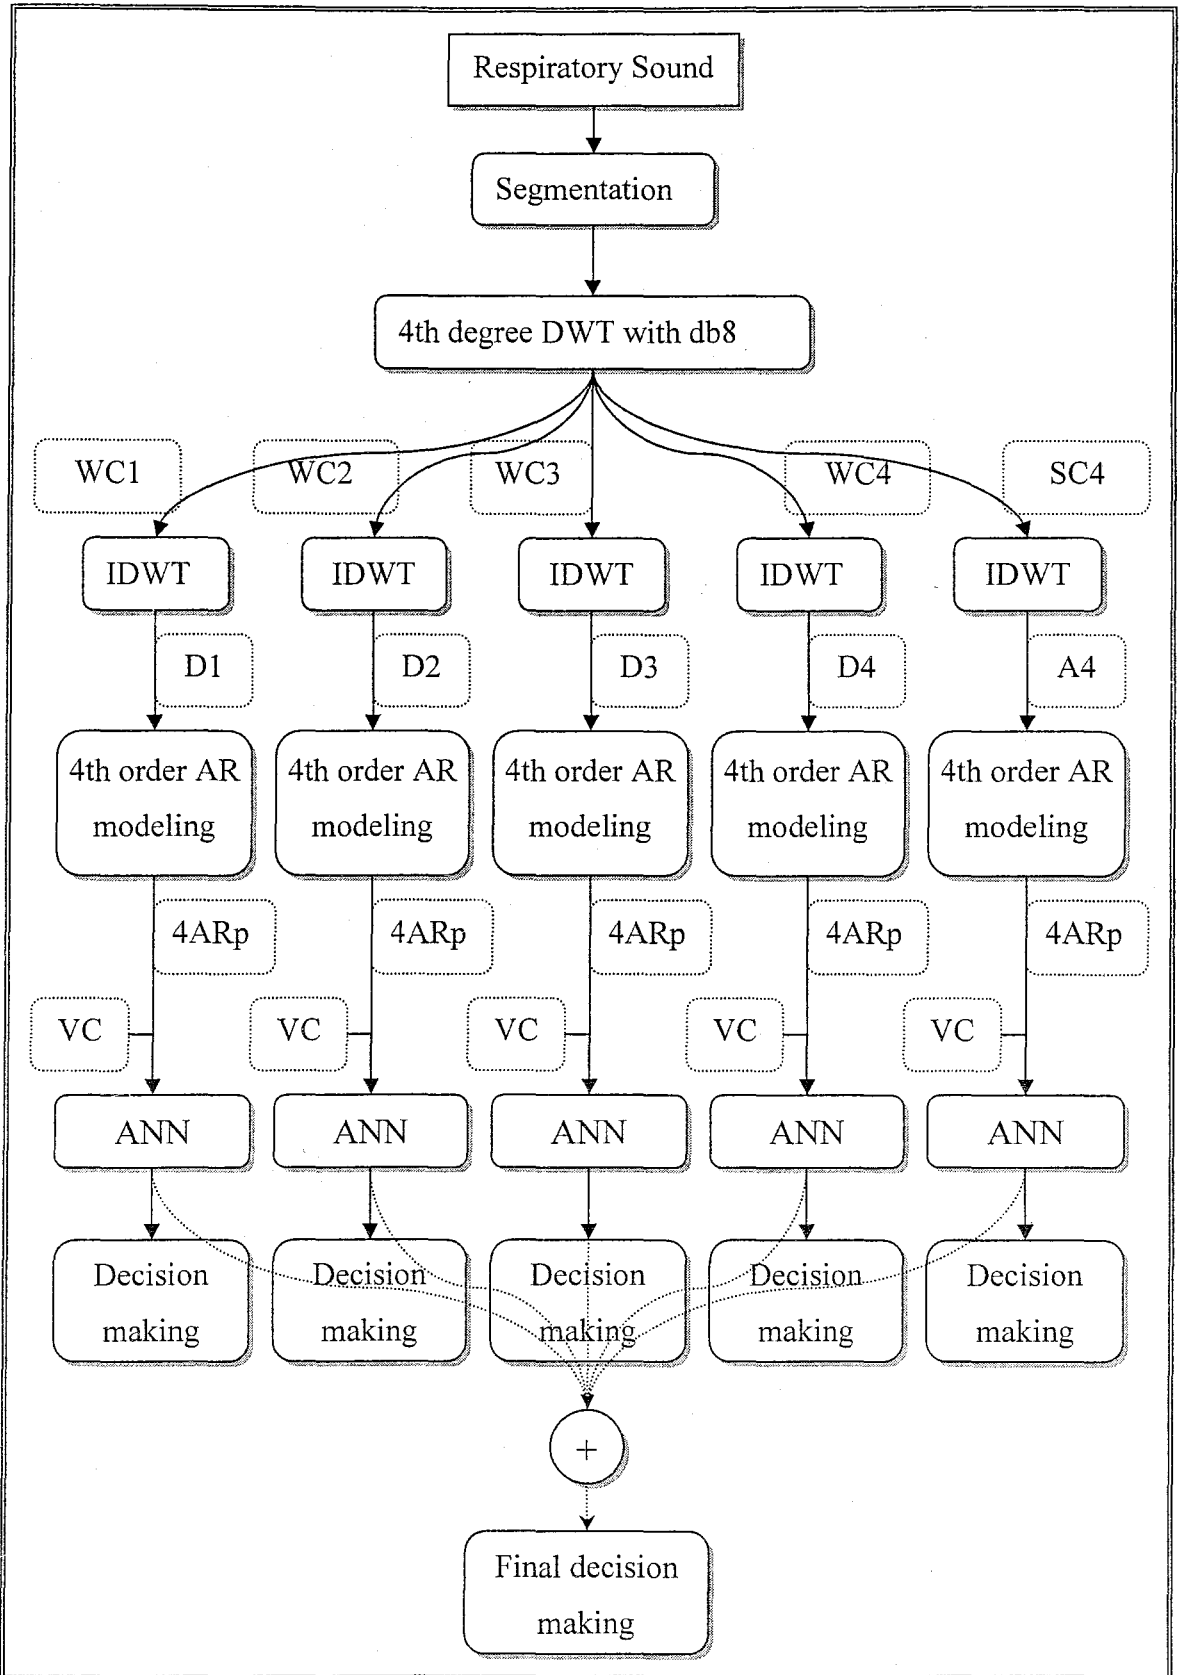 Respiratory Sound
Segmentation
4th degree DWT with db8
WC1 WC2 WC3 WC4 SC4
IDWT IDWT IDWT IDWT IDWT
D1 D2 D3 D4 A4
4th order AR 4th order AR 4th order AR 4th order AR 4th order AR
modeling modeling modeling modeling modeling
4ARp 4ARp 4ARp 4ARp 4ARp
VC VC VC VC VC
ANN ANN ANN ANN ANN
Decision Decision Decision Decision Decision
making making making making making
+
Final decision
making